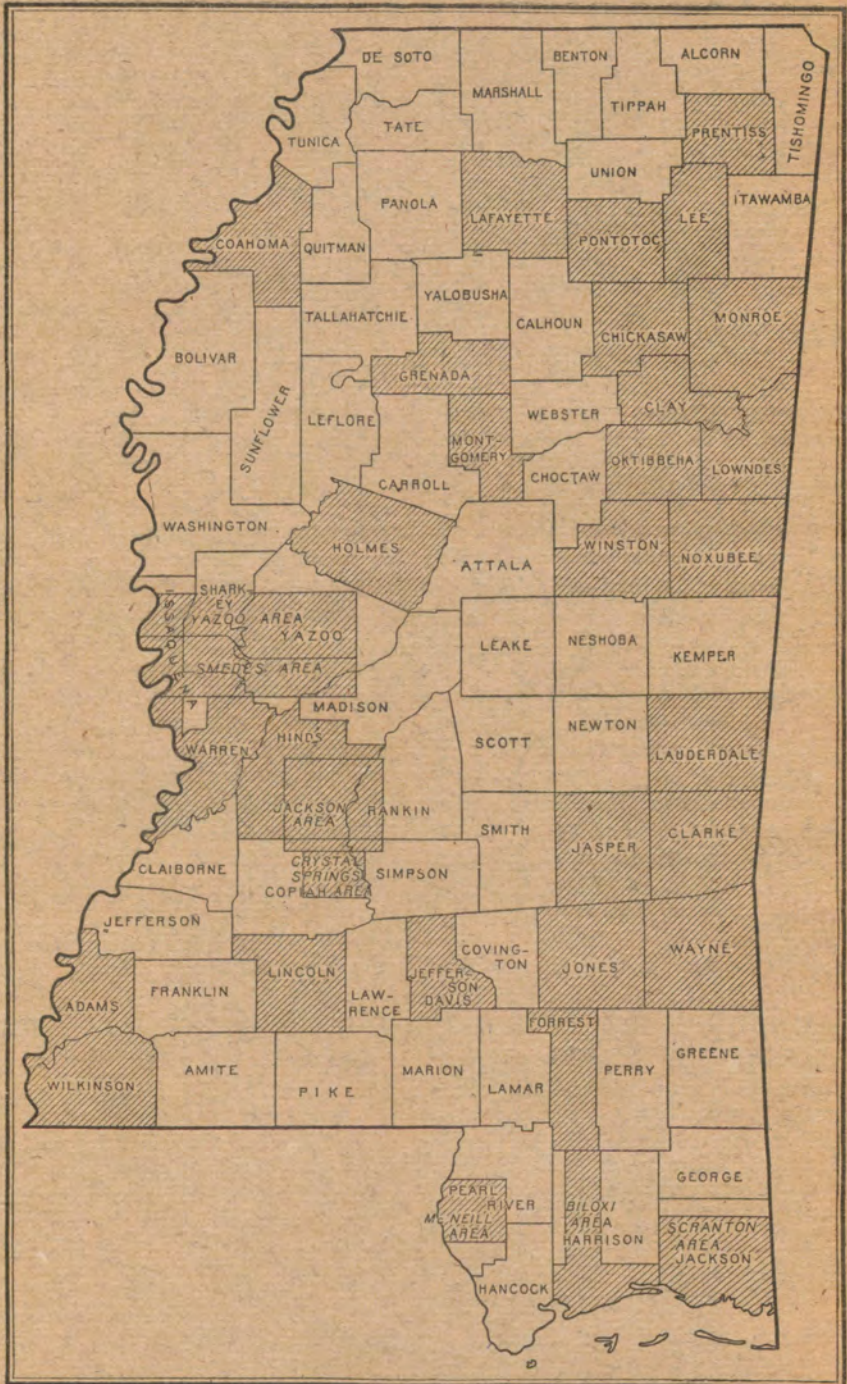 DE SOTO
MARSHALL
BENTON
ALCORN
TIPPAH
TISHOMINGO
TUNICA
TATE
PRENTISS
UNION
PANOLA
LAFAYETTE
ITAWAMBA
COAHOMA
QUITMAN
PONTOTOC
LEE
TALLAHATCHIE
YALOBUSHA
CALHOUN
CHICKASAW
MONROE
BOLIVAR
GRENADA
SUNFLOWER
LEFLORE
WEBSTER
CLAY
MONT-
GOMERY
CARROLL
CHOCTAW
OKTIBBEHA
LOWNDES
WASHINGTON
HOLMES
ATTALA
WINSTON
NOXUBEE
SHARK
EY
ISSAQUENA
YAZOO AREA
YAZOO
SMEDES AREA
LEAKE
NESHOBA
KEMPER
MADISON
WARREN
HINDS
SCOTT
NEWTON
LAUDERDALE
JACKSON
AREA
RANKIN
SMITH
JASPER
CLARKE
CLAIBORNE
CRYSTAL
SPRINGS
COPIAH AREA
SIMPSON
JEFFERSON
ADAMS
FRANKLIN
LINCOLN
LAW-
RENCE
JEFFER-
SON
DAVIS
COVING-
TON
JONES
WAYNE
FORREST
WILKINSON
AMITE
PIKE
MARION
LAMAR
PERRY
GREENE
PEARL
RIVER
MCNEILL
AREA
GEORGE
BILOXI
AREA
HARRISON
SCRANTON
AREA
JACKSON
HANCOCK